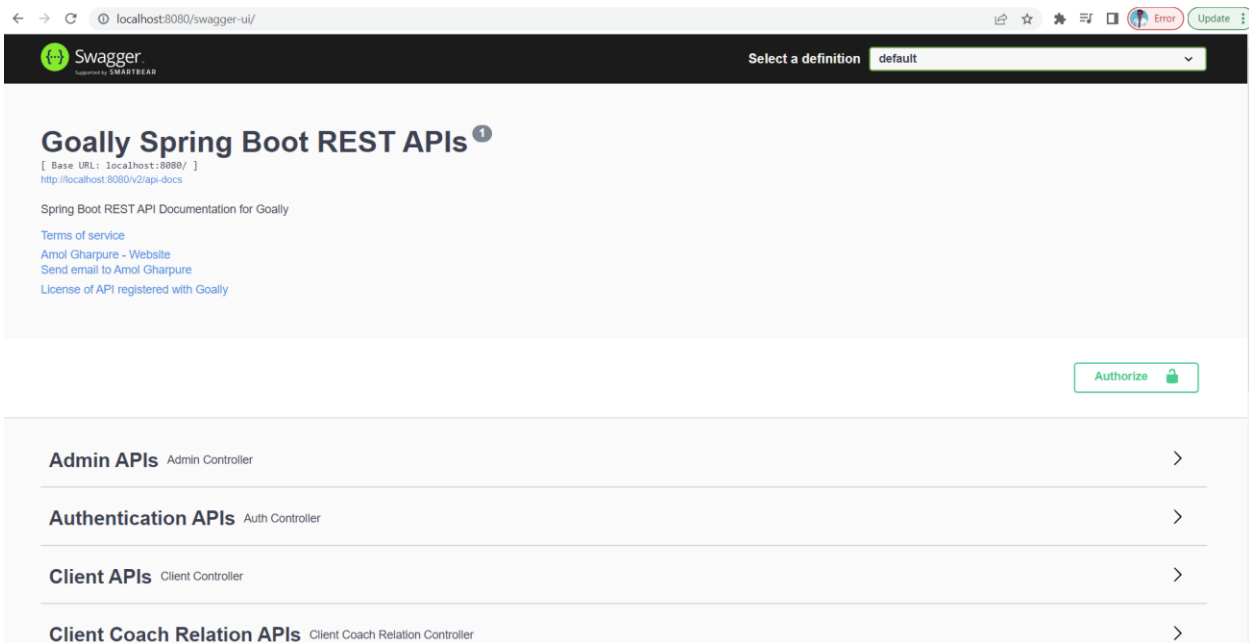 localhost:8080/swagger-ui/
Error
Update
{··} Swagger.
Supported by SMARTBEAR
Select a definition default
Goally Spring Boot REST APIs 1
[ Base URL: localhost:8080/ ]
http://localhost:8080/v2/api-docs
Spring Boot REST API Documentation for Goally
Terms of service
Amol Gharpure - Website
Send email to Amol Gharpure
License of API registered with Goally
Authorize
Admin APIs Admin Controller
Authentication APIs Auth Controller
Client APIs Client Controller
Client Coach Relation APIs Client Coach Relation Controller